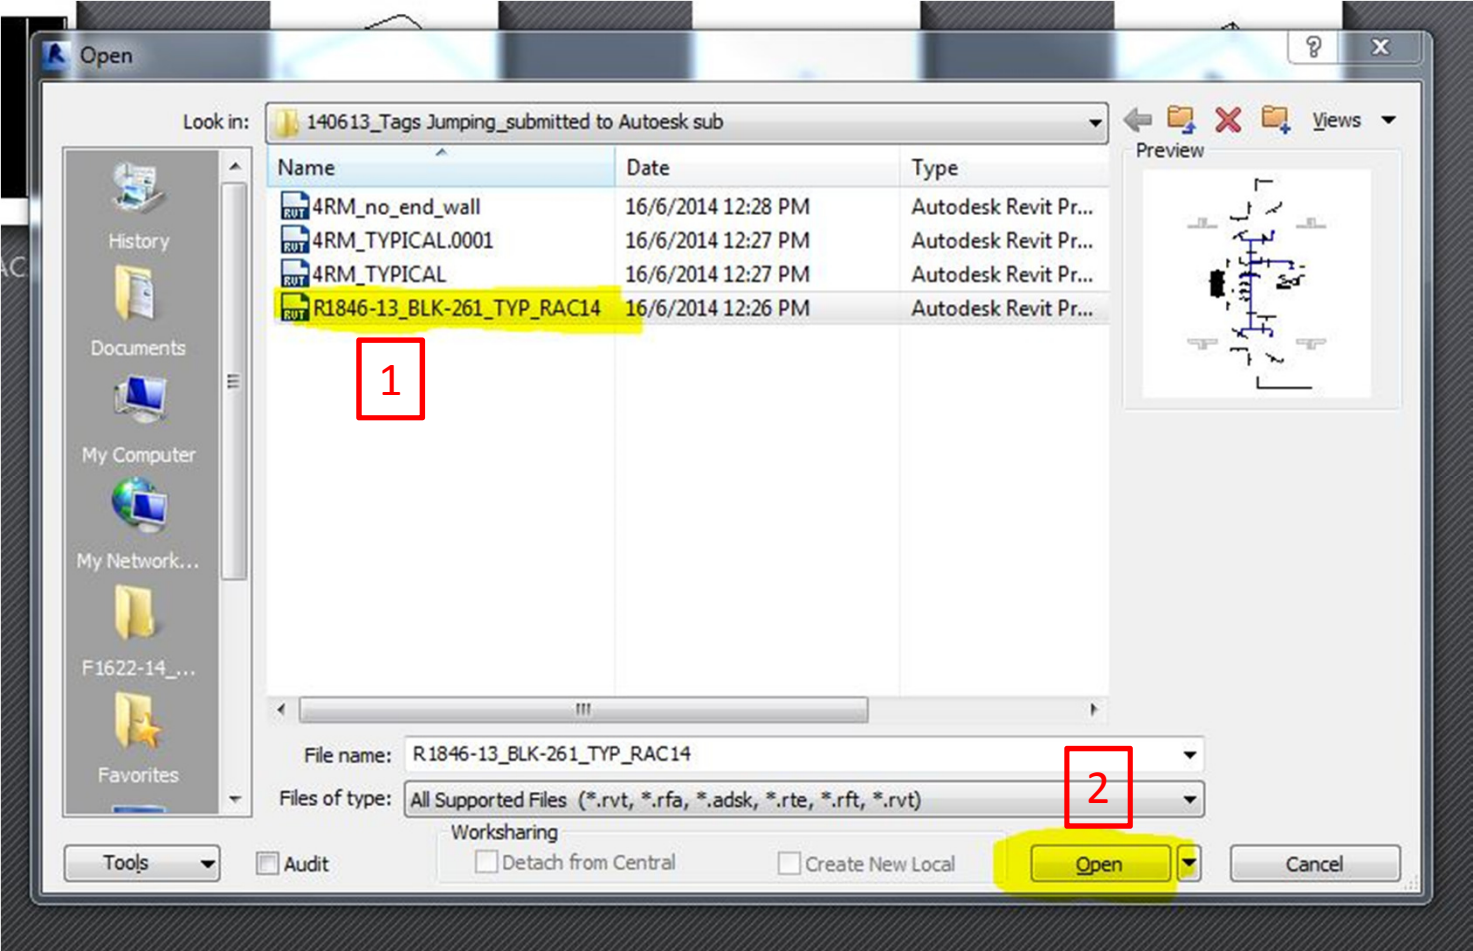 Open
Look in: 140613_Tags Jumping_submitted to Autoesk sub
Views
Preview
Name Date Type
4RM_no_end_wall 16/6/2014 12:28 PM Autodesk Revit Pr...
4RM_TYPICAL.0001 16/6/2014 12:27 PM Autodesk Revit Pr...
4RM_TYPICAL 16/6/2014 12:27 PM Autodesk Revit Pr...
R1846-13_BLK-261_TYP_RAC14 16/6/2014 12:26 PM Autodesk Revit Pr...
1
History
Documents
My Computer
My Network...
F1622-14_...
Favorites
File name: R1846-13_BLK-261_TYP_RAC14
Files of type: All Supported Files (*.rvt, *.rfa, *.adsk, *.rte, *.rft, *.rvt)
2
Worksharing
Tools Audit Detach from Central Create New Local Open Cancel